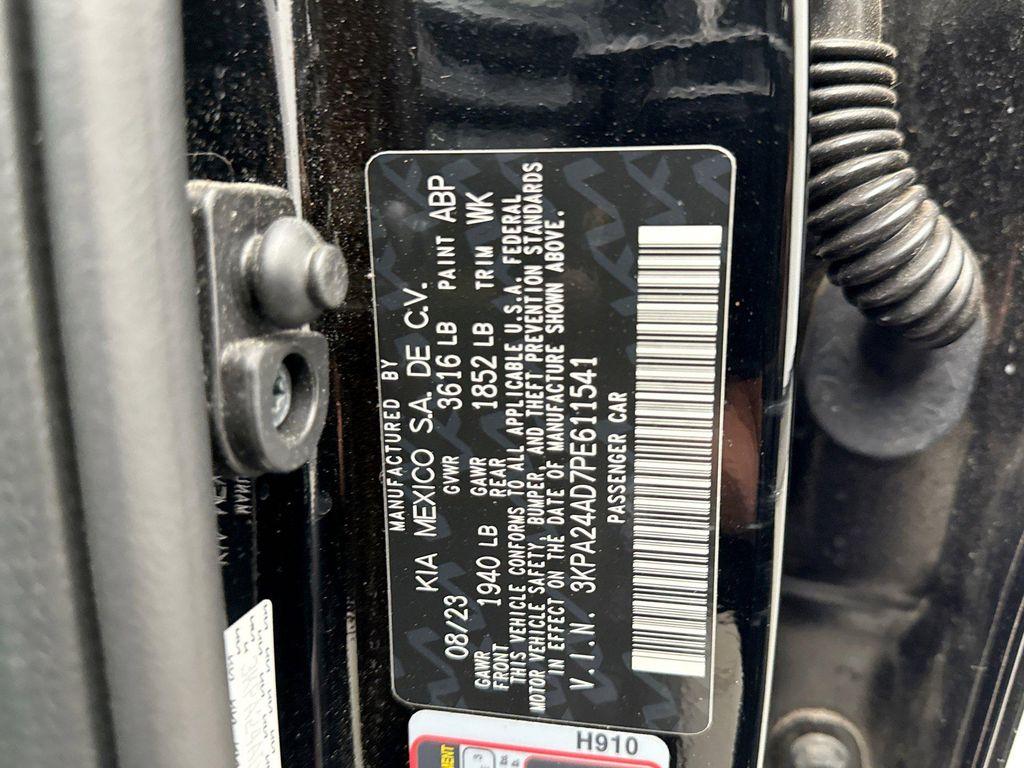 MANUFACTURED BY
KIA MEXICO S.A. DE C.V.
08/23 GVWR 3616 LB PAINT ABP
GAWR FRONT 1940 LB GAWR REAR 1852 LB TRIM WK
THIS VEHICLE CONFORMS TO ALL APPLICABLE U.S.A. FEDERAL
MOTOR VEHICLE SAFETY, BUMPER, AND THEFT PREVENTION STANDARDS
IN EFFECT ON THE DATE OF MANUFACTURE SHOWN ABOVE.
V.I.N. 3KPA24AD7PE611541
PASSENGER CAR
H910